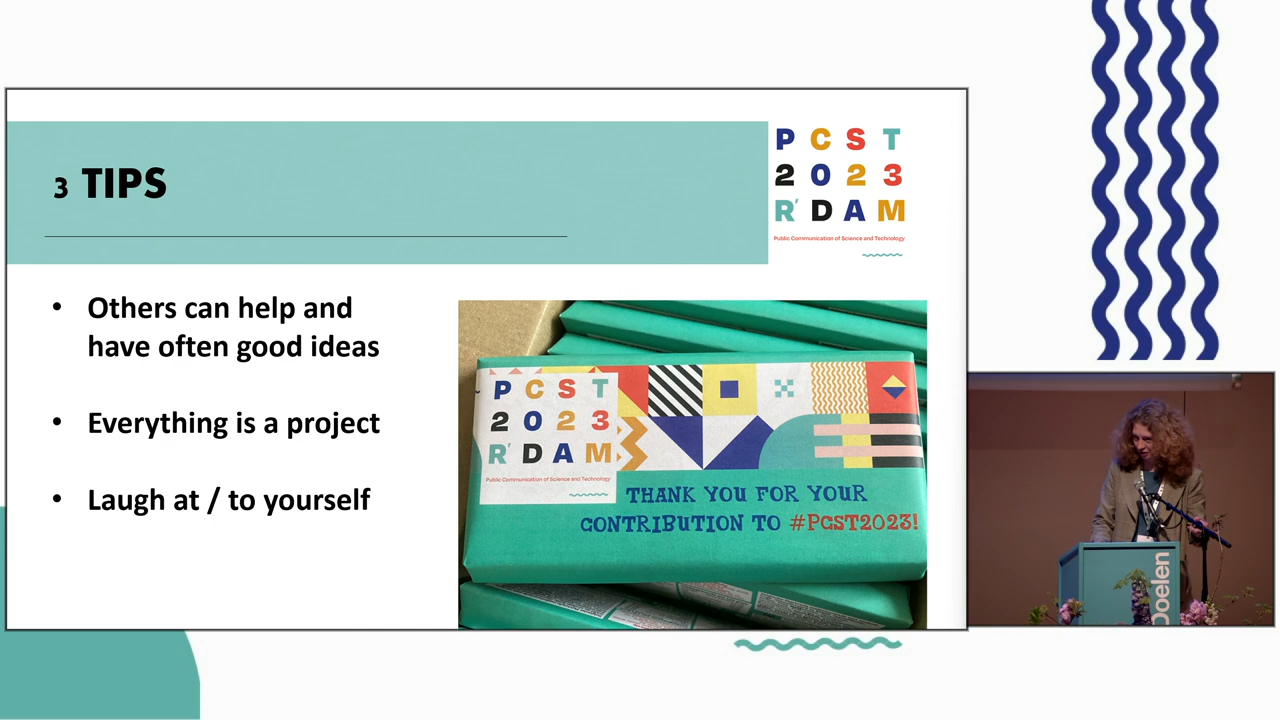 3 TIPS
P C S T
2 0 2 3
R' D A M
Public Communication of Science and Technology
• Others can help and
have often good ideas
• Everything is a project
• Laugh at / to yourself
P C S T
2 0 2 3
R' D A M
Public Communication of Science and Technology
THANK YOU FOR YOUR
CONTRIBUTION TO #PCST2023!
Doelen